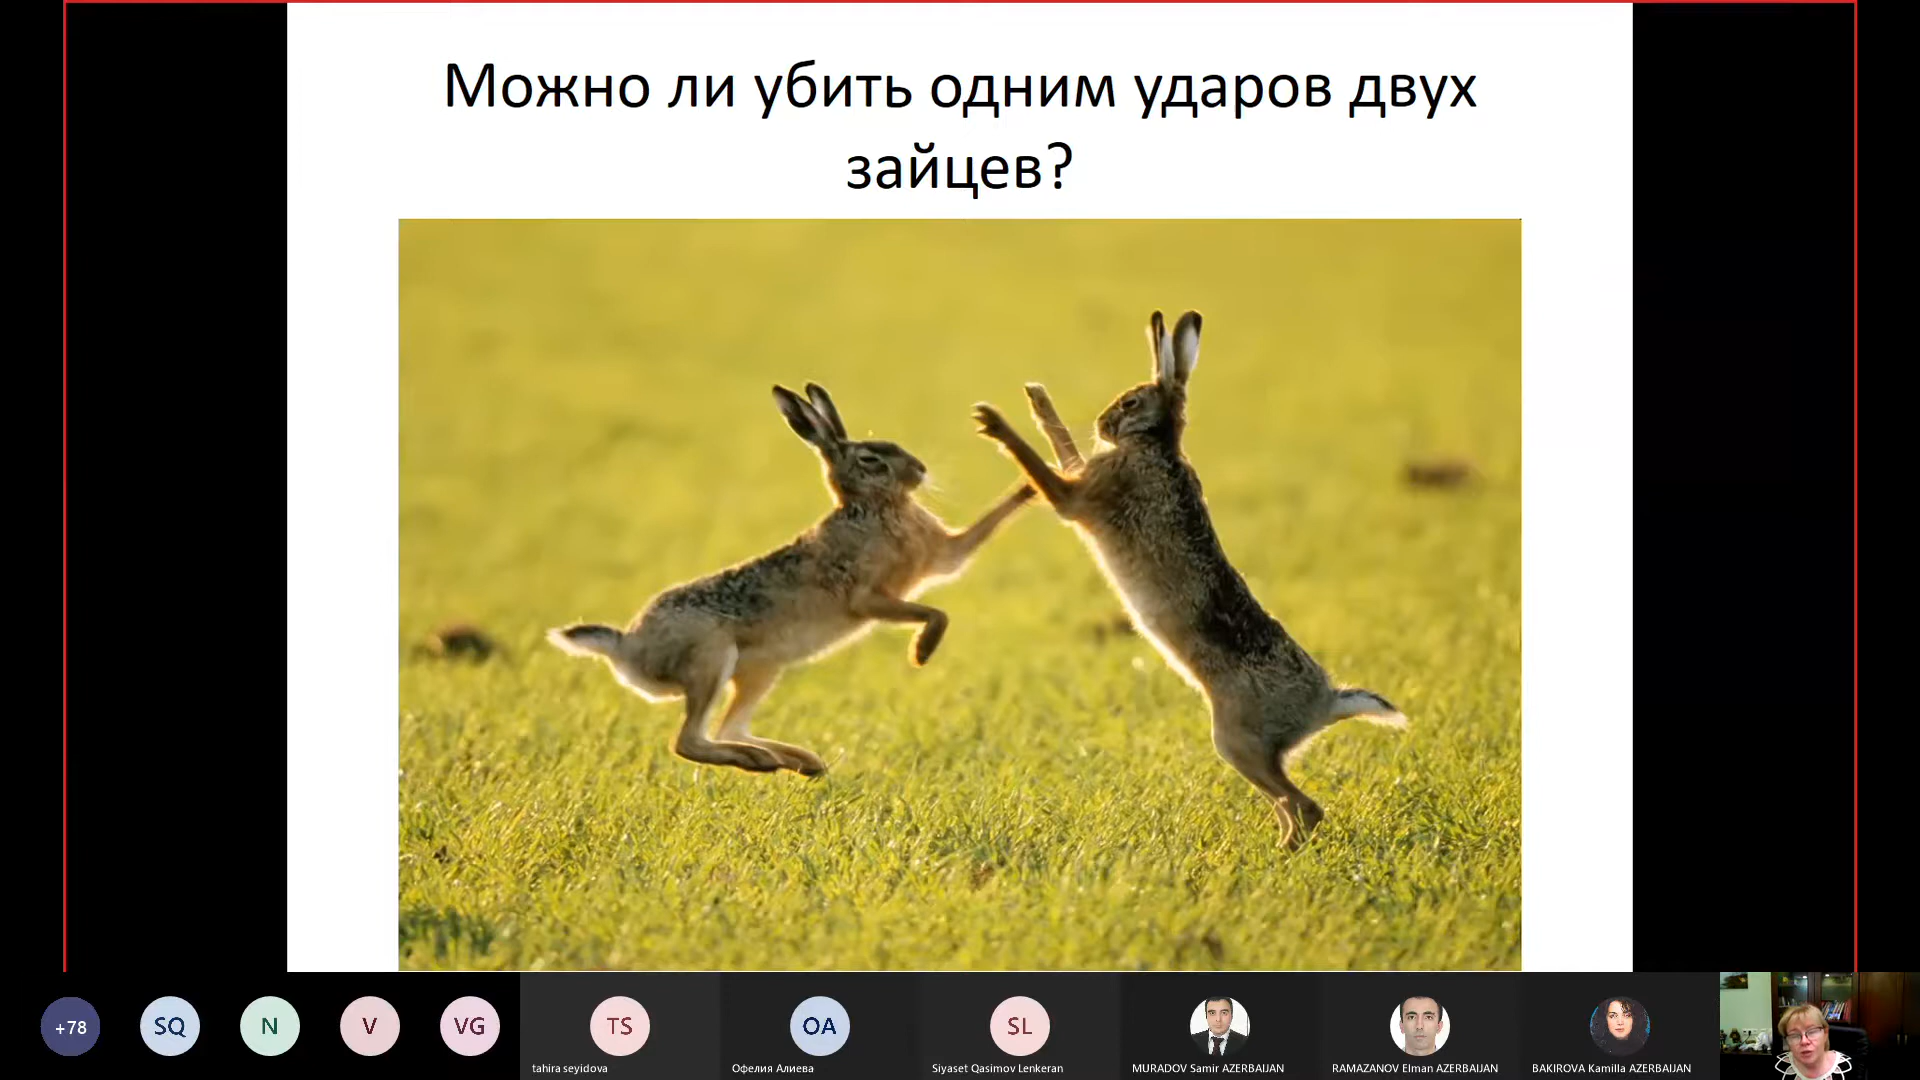 Можно ли убить одним ударов двух
зайцев?
+78
SQ
N
V
VG
TS
OA
SL
tahira seyidova
Офелия Алиева
Siyaset Qasimov Lenkeran
MURADOV Samir AZERBAIJAN
RAMAZANOV Elman AZERBAIJAN
BAKIROVA Kamilla AZERBAIJAN